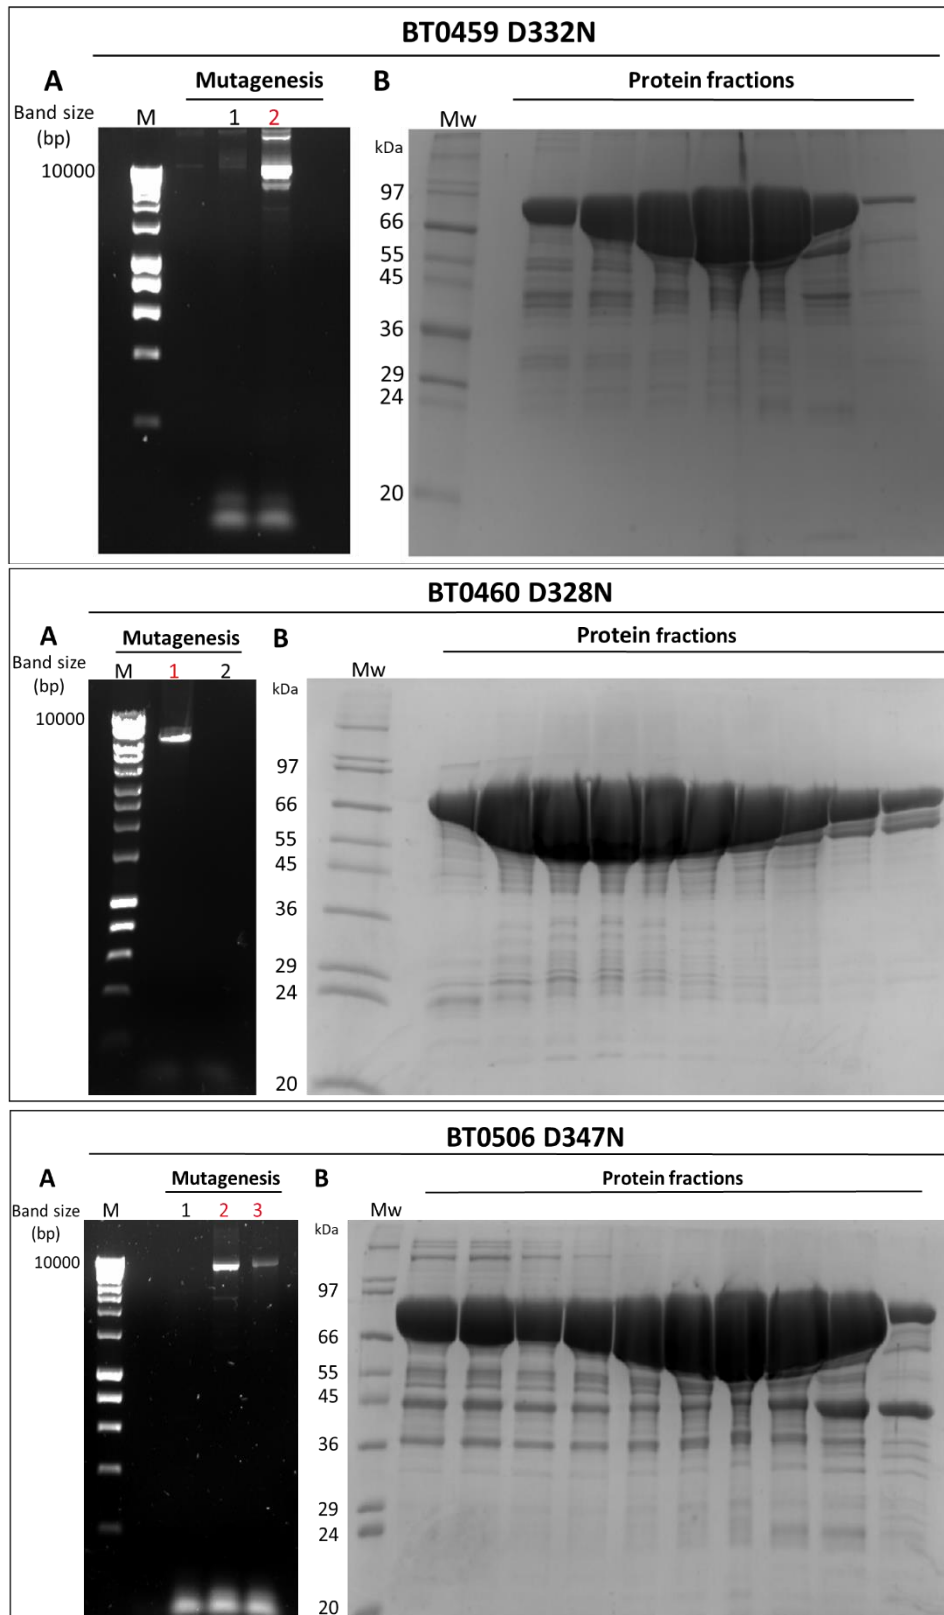 BT0459 D332N
A Mutagenesis B Protein fractions
Band size (bp) M 1 2 Mw
kDa
10000
97
66
55
45
36
29
24
20
BT0460 D328N
A Mutagenesis B Protein fractions
Band size (bp) M 1 2 Mw
kDa
10000
97
66
55
45
36
29
24
20
BT0506 D347N
A Mutagenesis B Protein fractions
Band size (bp) M 1 2 3 Mw
kDa
10000
97
66
55
45
36
29
24
20